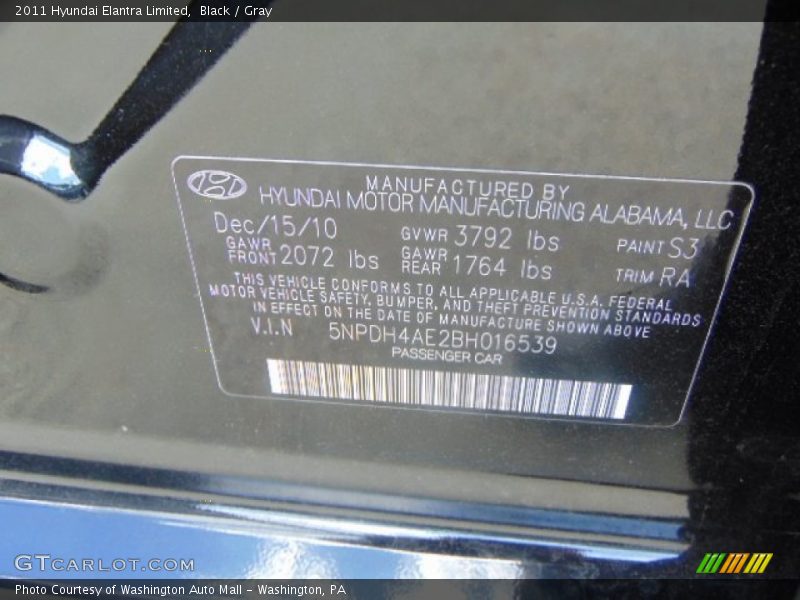 2011 Hyundai Elantra Limited, Black / Gray
MANUFACTURED BY
HYUNDAI MOTOR MANUFACTURING ALABAMA, LLC
Dec/15/10 GVWR 3792 lbs PAINT S3
GAWR FRONT 2072 lbs GAWR REAR 1764 lbs TRIM RA
THIS VEHICLE CONFORMS TO ALL APPLICABLE U.S.A. FEDERAL
MOTOR VEHICLE SAFETY, BUMPER, AND THEFT PREVENTION STANDARDS
IN EFFECT ON THE DATE OF MANUFACTURE SHOWN ABOVE
V.I.N 5NPDH4AE2BH016539
PASSENGER CAR
GTCARLOT.COM
Photo Courtesy of Washington Auto Mall - Washington, PA